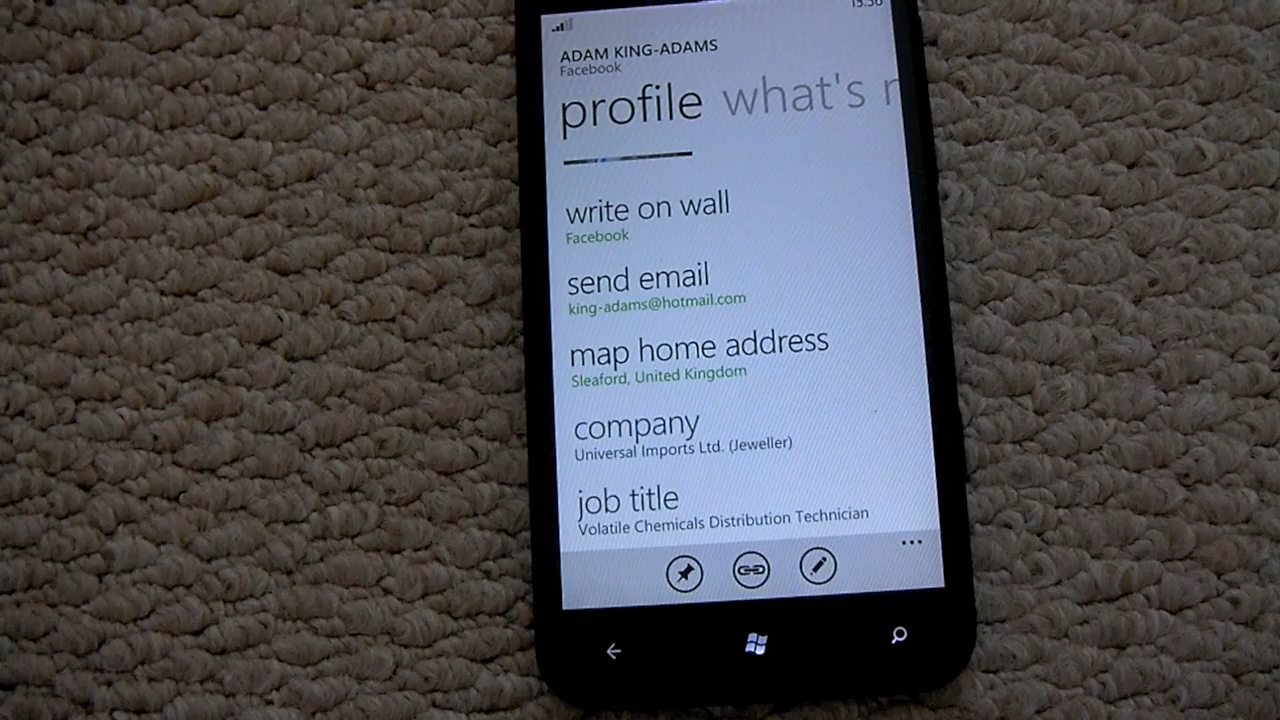 ADAM KING-ADAMS
Facebook
profile what's
write on wall
Facebook
send email
king-adams@hotmail.com
map home address
Sleaford, United Kingdom
company
Universal Imports Ltd. (Jeweller)
job title
Volatile Chemicals Distribution Technician